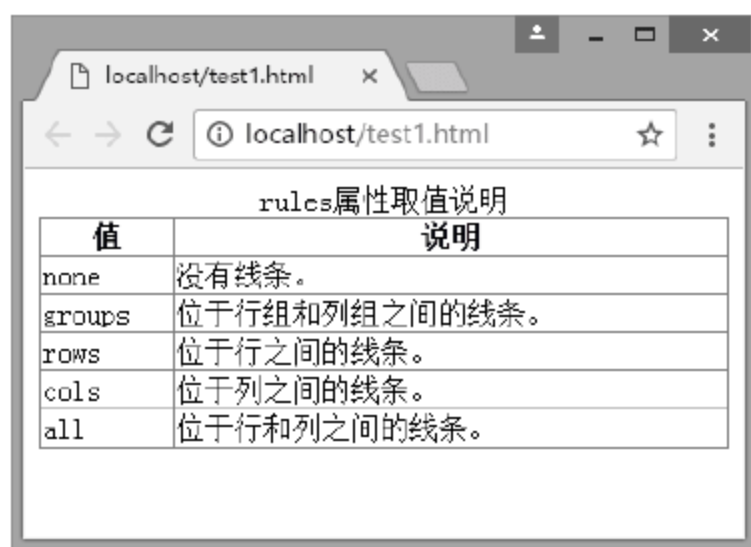 localhost/test1.html
localhost/test1.html
rules属性取值说明
值 说明
none 没有线条。
groups 位于行组和列组之间的线条。
rows 位于行之间的线条。
cols 位于列之间的线条。
all 位于行和列之间的线条。